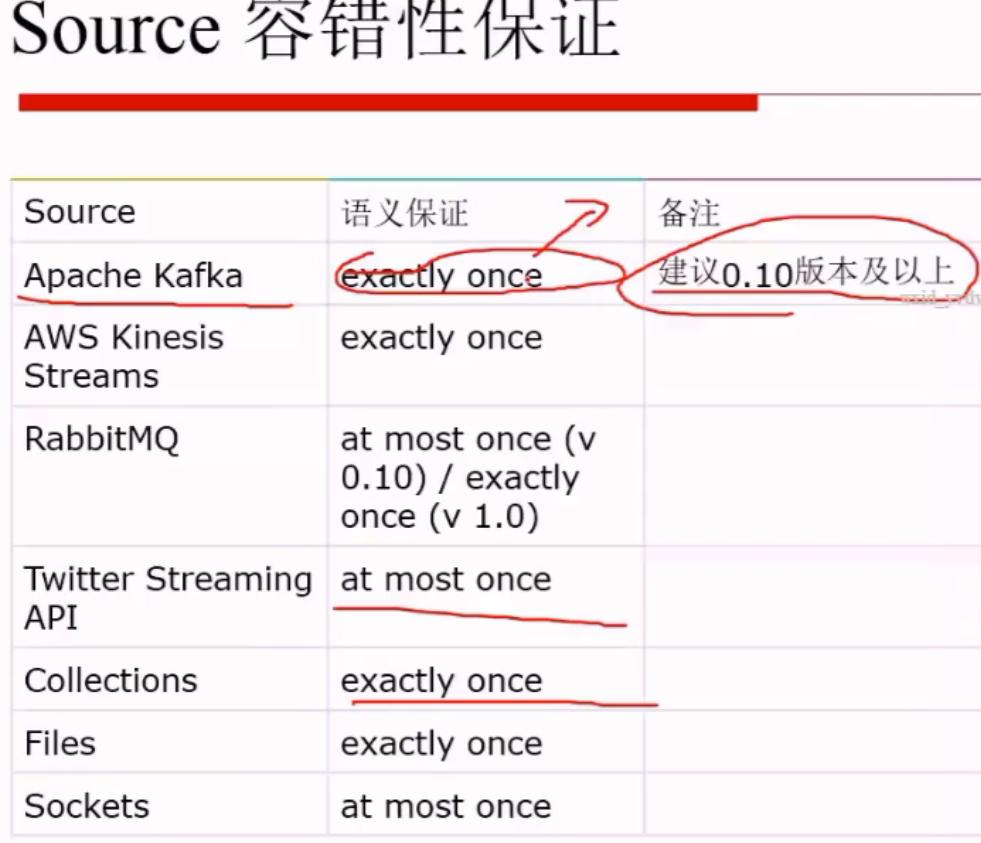 Source 容错性保证
Source 语义保证 备注
Apache Kafka exactly once 建议0.10版本及以上
AWS Kinesis
Streams
exactly once
RabbitMQ
at most once (v
0.10) / exactly
once (v 1.0)
Twitter Streaming
API
at most once
Collections exactly once
Files exactly once
Sockets at most once